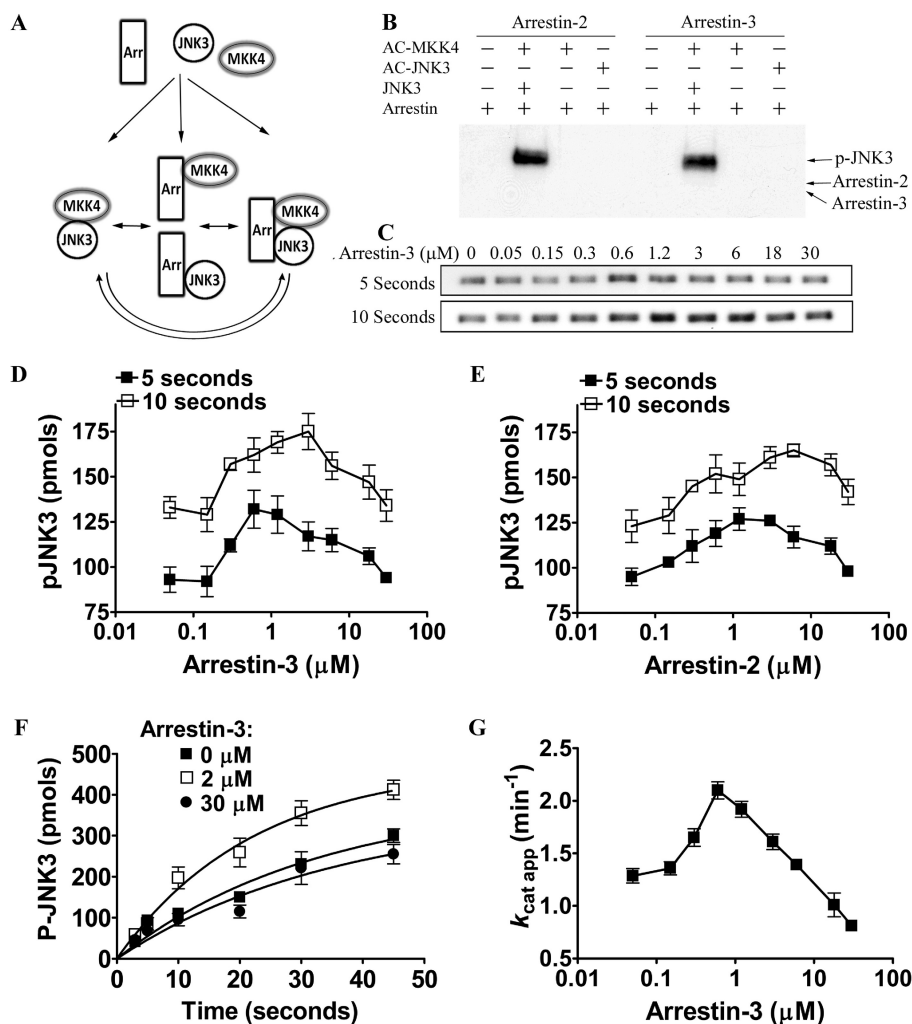 A
Arr
JNK3
MKK4
MKK4
Arr
MKK4
JNK3
Arr
MKK4
JNK3
Arr
JNK3
B
Arrestin-2 Arrestin-3
AC-MKK4 − + + − − + + −
AC-JNK3 − − − + − − − +
JNK3 − + − − − + − −
Arrestin + + + + + + + +
p-JNK3
Arrestin-2
Arrestin-3
C
Arrestin-3 (μM) 0 0.05 0.15 0.3 0.6 1.2 3 6 18 30
5 Seconds
10 Seconds
D
5 seconds
10 seconds
pJNK3 (pmols)
175
150
125
100
75
0.01 0.1 1 10 100
Arrestin-3 (μM)
E
5 seconds
10 seconds
pJNK3 (pmols)
175
150
125
100
75
0.01 0.1 1 10 100
Arrestin-2 (μM)
F
Arrestin-3:
0 μM
2 μM
30 μM
P-JNK3 (pmols)
500
400
300
200
100
0
0 10 20 30 40 50
Time (seconds)
G
kcat app (min-1)
2.5
2.0
1.5
1.0
0.5
0.01 0.1 1 10 100
Arrestin-3 (μM)